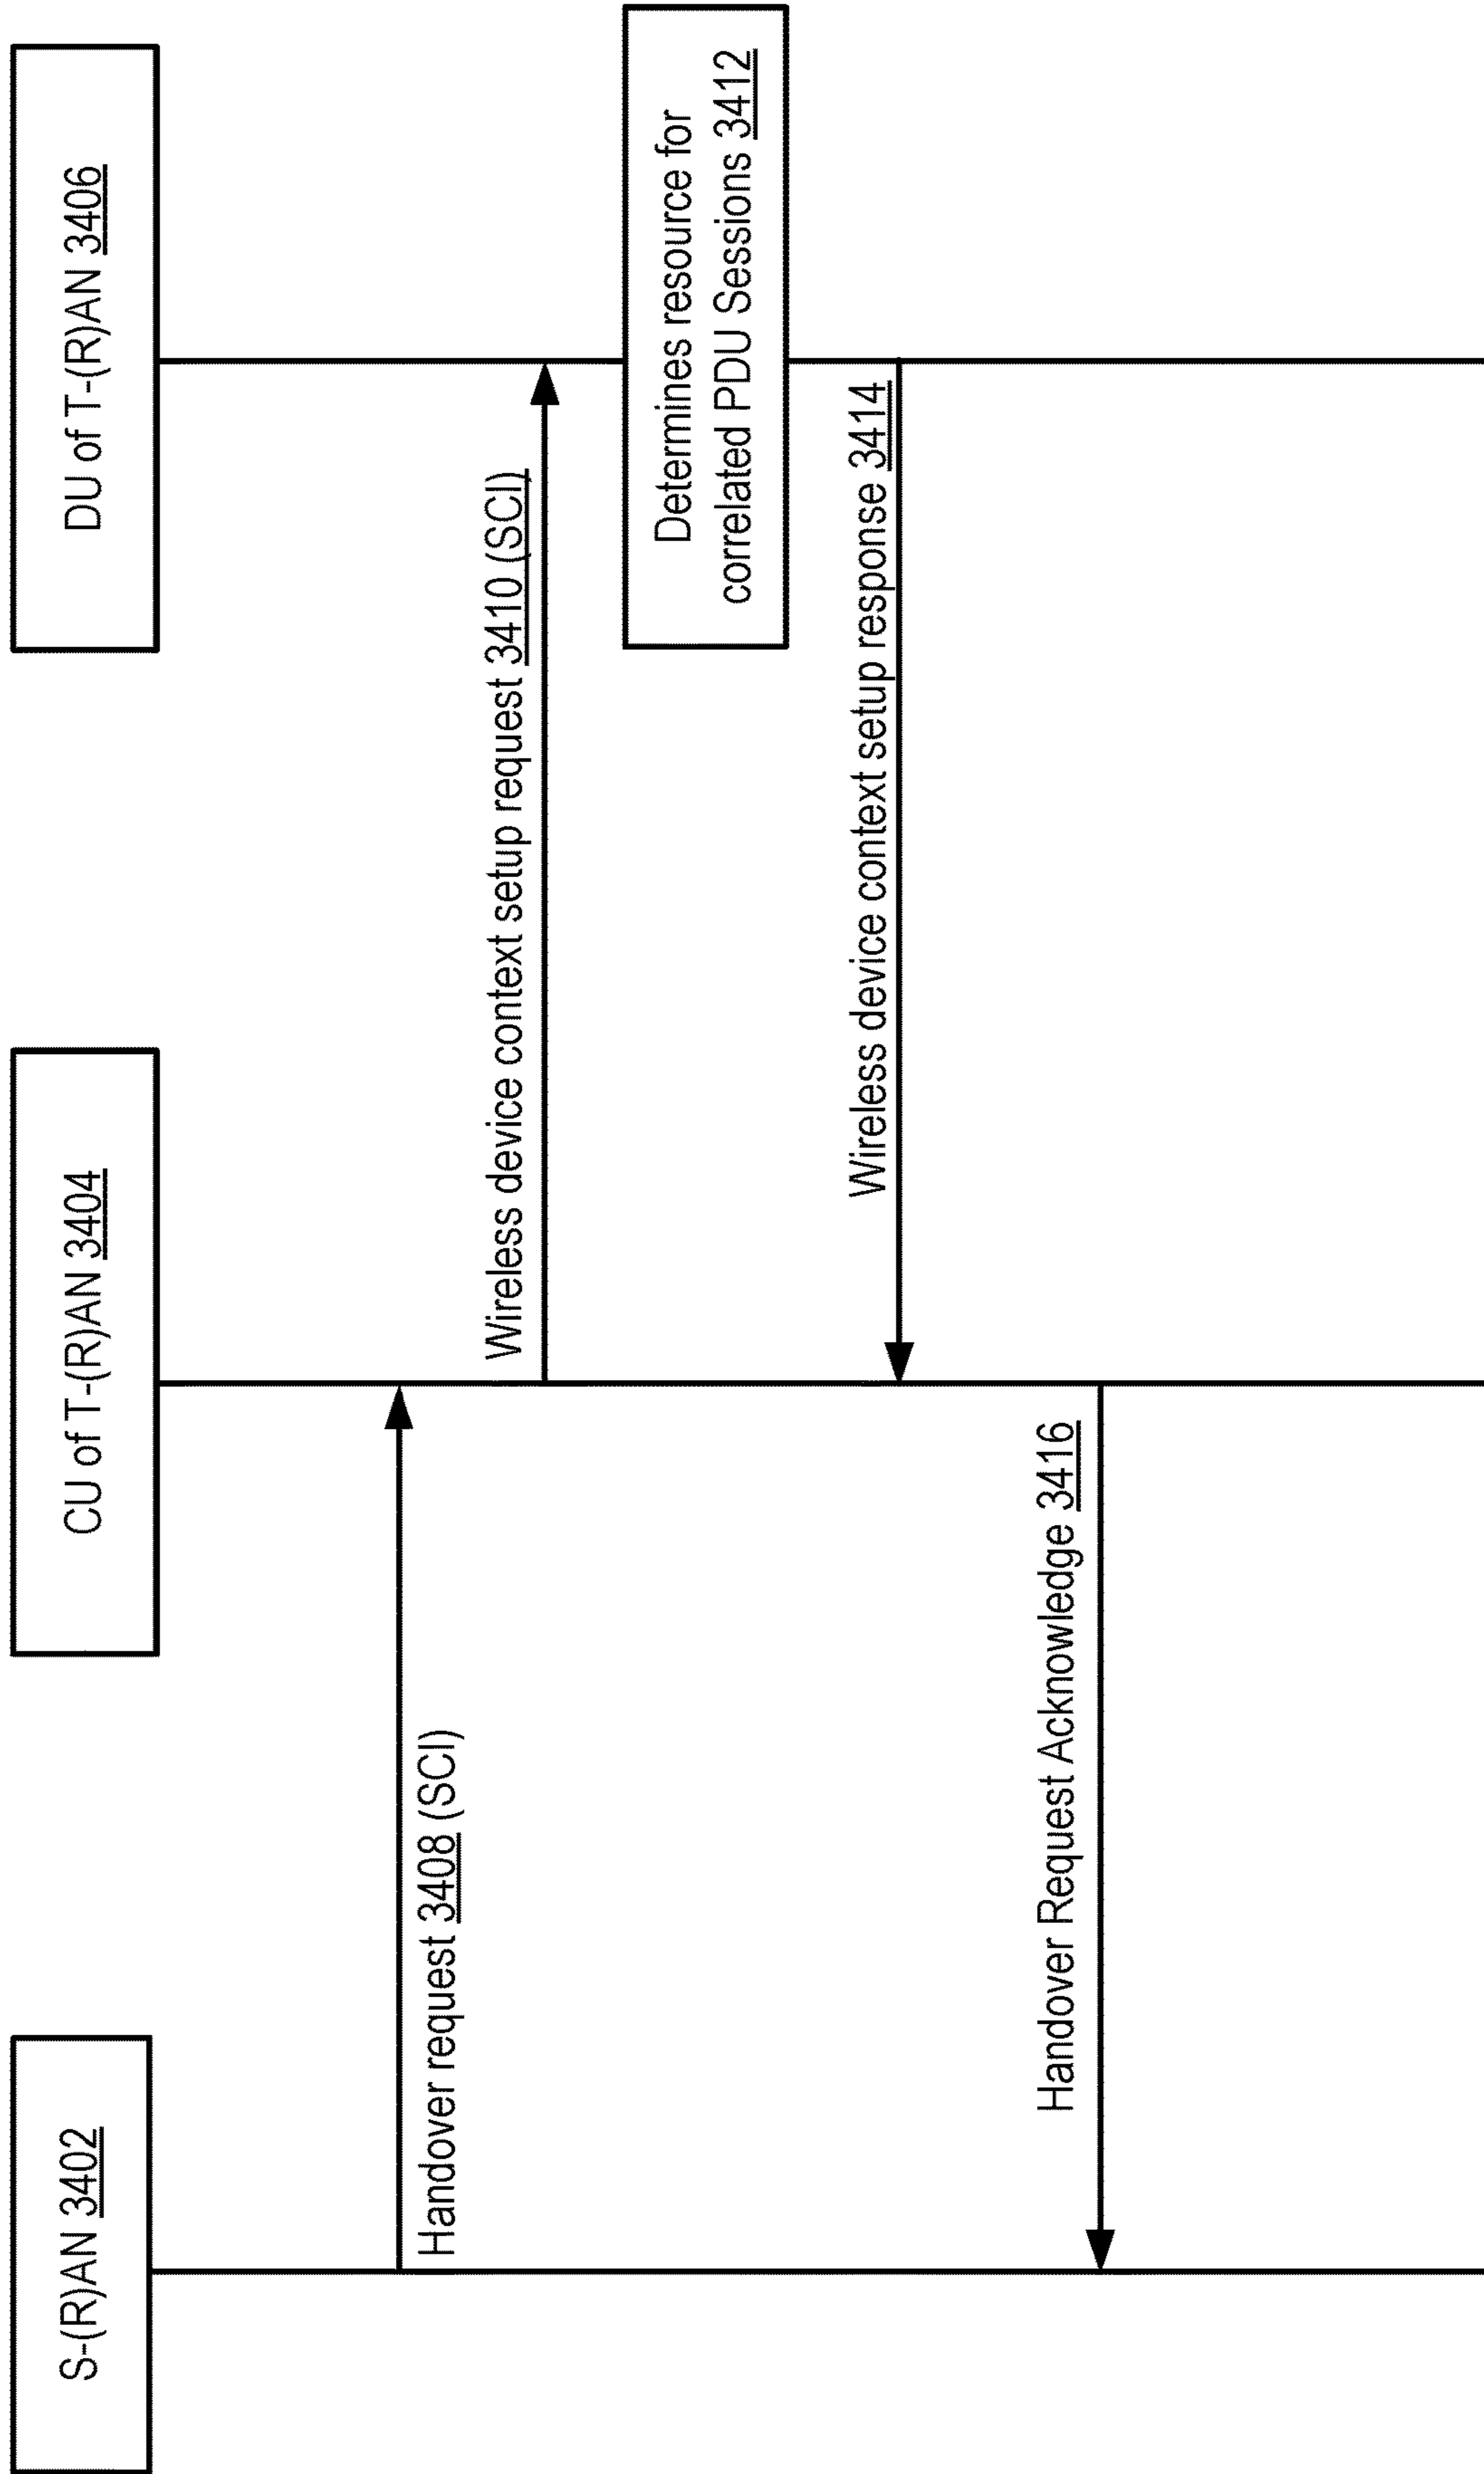 S-(R)AN 3402
CU of T-(R)AN 3404
DU of T-(R)AN 3406
Handover request 3408 (SCI)
Wireless device context setup request 3410 (SCI)
Determines resource for
correlated PDU Sessions 3412
Wireless device context setup response 3414
Handover Request Acknowledge 3416